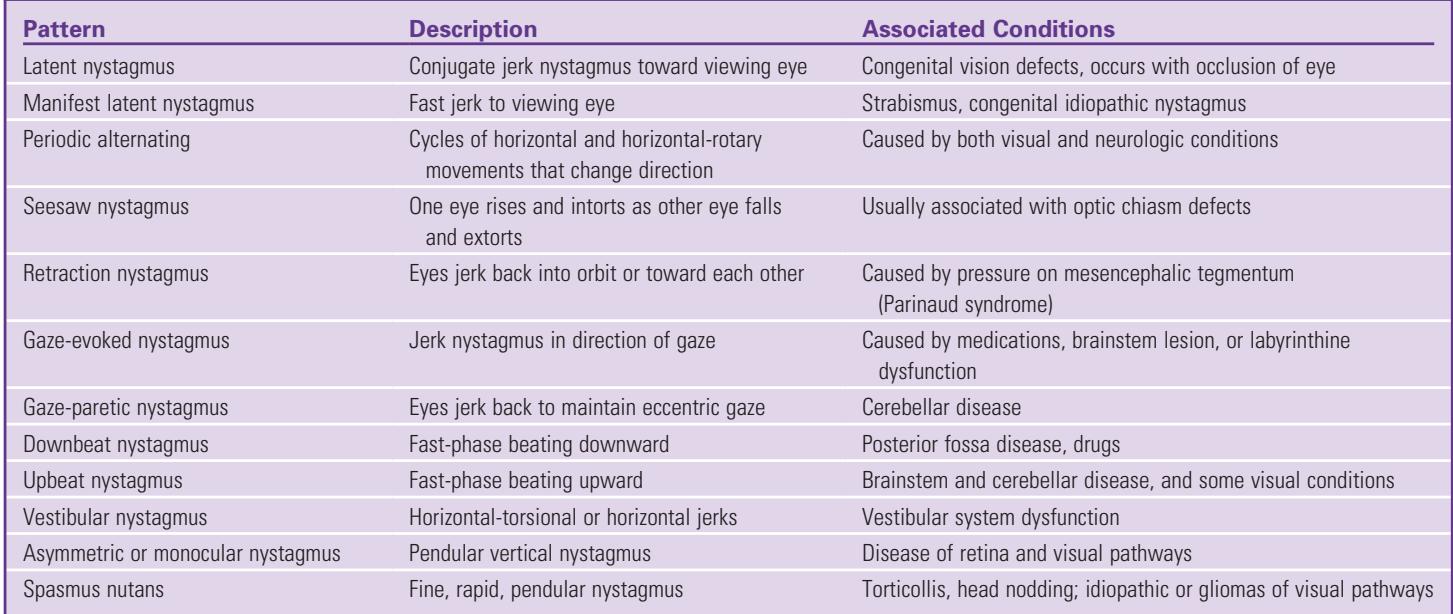 Pattern Description Associated Conditions
Latent nystagmus Conjugate jerk nystagmus toward viewing eye Congenital vision defects, occurs with occlusion of eye
Manifest latent nystagmus Fast jerk to viewing eye Strabismus, congenital idiopathic nystagmus
Periodic alternating Cycles of horizontal and horizontal-rotary Caused by both visual and neurologic conditions
movements that change direction
Seesaw nystagmus One eye rises and intorts as other eye falls Usually associated with optic chiasm defects
and extorts
Retraction nystagmus Eyes jerk back into orbit or toward each other Caused by pressure on mesencephalic tegmentum
(Parinaud syndrome)
Gaze-evoked nystagmus Jerk nystagmus in direction of gaze Caused by medications, brainstem lesion, or labyrinthine
dysfunction
Gaze-paretic nystagmus Eyes jerk back to maintain eccentric gaze Cerebellar disease
Downbeat nystagmus Fast-phase beating downward Posterior fossa disease, drugs
Upbeat nystagmus Fast-phase beating upward Brainstem and cerebellar disease, and some visual conditions
Vestibular nystagmus Horizontal-torsional or horizontal jerks Vestibular system dysfunction
Asymmetric or monocular nystagmus Pendular vertical nystagmus Disease of retina and visual pathways
Spasmus nutans Fine, rapid, pendular nystagmus Torticollis, head nodding; idiopathic or gliomas of visual pathways